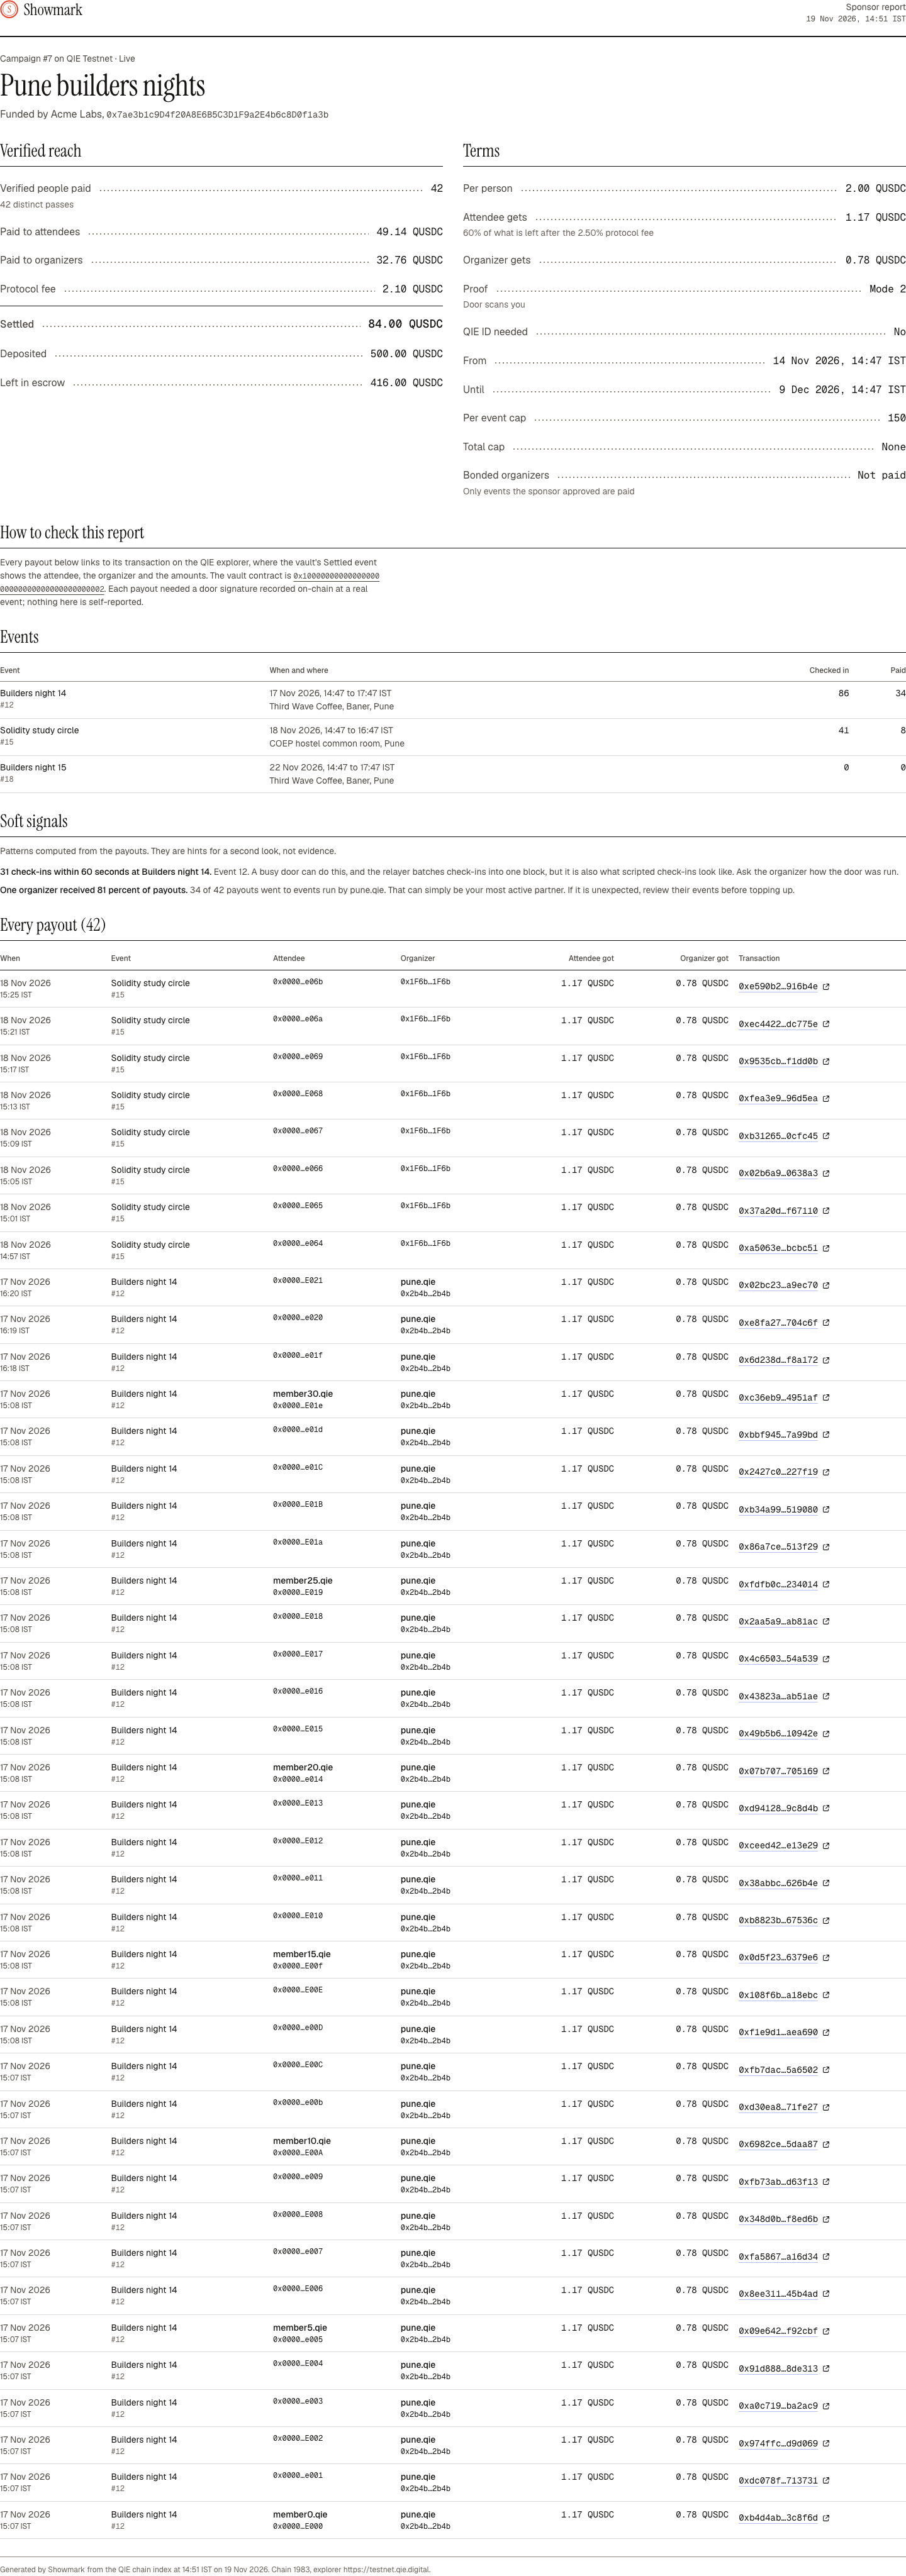 Showmark
Sponsor report
19 Nov 2026, 14:51 IST
Campaign #7 on QIE Testnet · Live
Pune builders nights
Funded by Acme Labs, 0x7ae3b1c9D4f20A8E6B5C3D1F9a2E4b6c8D0f1a3b
Verified reach
Verified people paid 42
42 distinct passes
Paid to attendees 49.14 QUSDC
Paid to organizers 32.76 QUSDC
Protocol fee 2.10 QUSDC
Settled 84.00 QUSDC
Deposited 500.00 QUSDC
Left in escrow 416.00 QUSDC
Terms
Per person 2.00 QUSDC
Attendee gets 1.17 QUSDC
60% of what is left after the 2.50% protocol fee
Organizer gets 0.78 QUSDC
Proof Mode 2
Door scans you
QIE ID needed No
From 14 Nov 2026, 14:47 IST
Until 9 Dec 2026, 14:47 IST
Per event cap 150
Total cap None
Bonded organizers Not paid
Only events the sponsor approved are paid
How to check this report
Every payout below links to its transaction on the QIE explorer, where the vault's Settled event
shows the attendee, the organizer and the amounts. The vault contract is 0x10000000000000000
00000000000000000000002. Each payout needed a door signature recorded on-chain at a real
event; nothing here is self-reported.
Events
Event When and where Checked in Paid
Builders night 14 17 Nov 2026, 14:47 to 17:47 IST 86 34
#12 Third Wave Coffee, Baner, Pune
Solidity study circle 18 Nov 2026, 14:47 to 16:47 IST 41 8
#15 COEP hostel common room, Pune
Builders night 15 22 Nov 2026, 14:47 to 17:47 IST 0 0
#18 Third Wave Coffee, Baner, Pune
Soft signals
Patterns computed from the payouts. They are hints for a second look, not evidence.
31 check-ins within 60 seconds at Builders night 14. Event 12. A busy door can do this, and the relayer batches check-ins into one block, but it is also what scripted check-ins look like. Ask the organizer how the door was run.
One organizer received 81 percent of payouts. 34 of 42 payouts went to events run by pune.qie. That can simply be your most active partner. If it is unexpected, review their events before topping up.
Every payout (42)
When Event Attendee Organizer Attendee got Organizer got Transaction
18 Nov 2026 Solidity study circle 0x0000…e06b 0x1F6b…1F6b 1.17 QUSDC 0.78 QUSDC 0xe590b2…916b4e
15:25 IST #15
18 Nov 2026 Solidity study circle 0x0000…e06a 0x1F6b…1F6b 1.17 QUSDC 0.78 QUSDC 0xec4422…dc775e
15:21 IST #15
18 Nov 2026 Solidity study circle 0x0000…e069 0x1F6b…1F6b 1.17 QUSDC 0.78 QUSDC 0x9535cb…f1dd0b
15:17 IST #15
18 Nov 2026 Solidity study circle 0x0000…E068 0x1F6b…1F6b 1.17 QUSDC 0.78 QUSDC 0xfea3e9…96d5ea
15:13 IST #15
18 Nov 2026 Solidity study circle 0x0000…e067 0x1F6b…1F6b 1.17 QUSDC 0.78 QUSDC 0xb31265…0cfc45
15:09 IST #15
18 Nov 2026 Solidity study circle 0x0000…e066 0x1F6b…1F6b 1.17 QUSDC 0.78 QUSDC 0x02b6a9…0638a3
15:05 IST #15
18 Nov 2026 Solidity study circle 0x0000…E065 0x1F6b…1F6b 1.17 QUSDC 0.78 QUSDC 0x37a20d…f67110
15:01 IST #15
18 Nov 2026 Solidity study circle 0x0000…e064 0x1F6b…1F6b 1.17 QUSDC 0.78 QUSDC 0xa5063e…bcbc51
14:57 IST #15
17 Nov 2026 Builders night 14 0x0000…E021 pune.qie 1.17 QUSDC 0.78 QUSDC 0x02bc23…a9ec70
16:20 IST #12 0x2b4b…2b4b
17 Nov 2026 Builders night 14 0x0000…e020 pune.qie 1.17 QUSDC 0.78 QUSDC 0xe8fa27…704c6f
16:19 IST #12 0x2b4b…2b4b
17 Nov 2026 Builders night 14 0x0000…e01f pune.qie 1.17 QUSDC 0.78 QUSDC 0x6d238d…f8a172
16:18 IST #12 0x2b4b…2b4b
17 Nov 2026 Builders night 14 member30.qie pune.qie 1.17 QUSDC 0.78 QUSDC 0xc36eb9…4951af
15:08 IST #12 0x0000…E01e 0x2b4b…2b4b
17 Nov 2026 Builders night 14 0x0000…e01d pune.qie 1.17 QUSDC 0.78 QUSDC 0xbbf945…7a99bd
15:08 IST #12 0x2b4b…2b4b
17 Nov 2026 Builders night 14 0x0000…e01C pune.qie 1.17 QUSDC 0.78 QUSDC 0x2427c0…227f19
15:08 IST #12 0x2b4b…2b4b
17 Nov 2026 Builders night 14 0x0000…E01B pune.qie 1.17 QUSDC 0.78 QUSDC 0xb34a99…519080
15:08 IST #12 0x2b4b…2b4b
17 Nov 2026 Builders night 14 0x0000…E01a pune.qie 1.17 QUSDC 0.78 QUSDC 0x86a7ce…513f29
15:08 IST #12 0x2b4b…2b4b
17 Nov 2026 Builders night 14 member25.qie pune.qie 1.17 QUSDC 0.78 QUSDC 0xfdfb0c…234014
15:08 IST #12 0x0000…E019 0x2b4b…2b4b
17 Nov 2026 Builders night 14 0x0000…E018 pune.qie 1.17 QUSDC 0.78 QUSDC 0x2aa5a9…ab81ac
15:08 IST #12 0x2b4b…2b4b
17 Nov 2026 Builders night 14 0x0000…E017 pune.qie 1.17 QUSDC 0.78 QUSDC 0x4c6503…54a539
15:08 IST #12 0x2b4b…2b4b
17 Nov 2026 Builders night 14 0x0000…e016 pune.qie 1.17 QUSDC 0.78 QUSDC 0x43823a…ab51ae
15:08 IST #12 0x2b4b…2b4b
17 Nov 2026 Builders night 14 0x0000…E015 pune.qie 1.17 QUSDC 0.78 QUSDC 0x49b5b6…10942e
15:08 IST #12 0x2b4b…2b4b
17 Nov 2026 Builders night 14 member20.qie pune.qie 1.17 QUSDC 0.78 QUSDC 0x07b707…705169
15:08 IST #12 0x0000…e014 0x2b4b…2b4b
17 Nov 2026 Builders night 14 0x0000…E013 pune.qie 1.17 QUSDC 0.78 QUSDC 0xd94128…9c8d4b
15:08 IST #12 0x2b4b…2b4b
17 Nov 2026 Builders night 14 0x0000…E012 pune.qie 1.17 QUSDC 0.78 QUSDC 0xceed42…e13e29
15:08 IST #12 0x2b4b…2b4b
17 Nov 2026 Builders night 14 0x0000…e011 pune.qie 1.17 QUSDC 0.78 QUSDC 0x38abbc…626b4e
15:08 IST #12 0x2b4b…2b4b
17 Nov 2026 Builders night 14 0x0000…E010 pune.qie 1.17 QUSDC 0.78 QUSDC 0xb8823b…67536c
15:08 IST #12 0x2b4b…2b4b
17 Nov 2026 Builders night 14 member15.qie pune.qie 1.17 QUSDC 0.78 QUSDC 0x0d5f23…6379e6
15:08 IST #12 0x0000…E00f 0x2b4b…2b4b
17 Nov 2026 Builders night 14 0x0000…E00E pune.qie 1.17 QUSDC 0.78 QUSDC 0x108f6b…a18ebc
15:08 IST #12 0x2b4b…2b4b
17 Nov 2026 Builders night 14 0x0000…e00D pune.qie 1.17 QUSDC 0.78 QUSDC 0xf1e9d1…aea690
15:08 IST #12 0x2b4b…2b4b
17 Nov 2026 Builders night 14 0x0000…E00C pune.qie 1.17 QUSDC 0.78 QUSDC 0xfb7dac…5a6502
15:07 IST #12 0x2b4b…2b4b
17 Nov 2026 Builders night 14 0x0000…e00b pune.qie 1.17 QUSDC 0.78 QUSDC 0xd30ea8…71fe27
15:07 IST #12 0x2b4b…2b4b
17 Nov 2026 Builders night 14 member10.qie pune.qie 1.17 QUSDC 0.78 QUSDC 0x6982ce…5daa87
15:07 IST #12 0x0000…E00A 0x2b4b…2b4b
17 Nov 2026 Builders night 14 0x0000…e009 pune.qie 1.17 QUSDC 0.78 QUSDC 0xfb73ab…d63f13
15:07 IST #12 0x2b4b…2b4b
17 Nov 2026 Builders night 14 0x0000…E008 pune.qie 1.17 QUSDC 0.78 QUSDC 0x348d0b…f8ed6b
15:07 IST #12 0x2b4b…2b4b
17 Nov 2026 Builders night 14 0x0000…e007 pune.qie 1.17 QUSDC 0.78 QUSDC 0xfa5867…a16d34
15:07 IST #12 0x2b4b…2b4b
17 Nov 2026 Builders night 14 0x0000…E006 pune.qie 1.17 QUSDC 0.78 QUSDC 0x8ee311…45b4ad
15:07 IST #12 0x2b4b…2b4b
17 Nov 2026 Builders night 14 member5.qie pune.qie 1.17 QUSDC 0.78 QUSDC 0x09e642…f92cbf
15:07 IST #12 0x0000…e005 0x2b4b…2b4b
17 Nov 2026 Builders night 14 0x0000…E004 pune.qie 1.17 QUSDC 0.78 QUSDC 0x91d888…8de313
15:07 IST #12 0x2b4b…2b4b
17 Nov 2026 Builders night 14 0x0000…e003 pune.qie 1.17 QUSDC 0.78 QUSDC 0xa0c719…ba2ac9
15:07 IST #12 0x2b4b…2b4b
17 Nov 2026 Builders night 14 0x0000…E002 pune.qie 1.17 QUSDC 0.78 QUSDC 0x974ffc…d9d069
15:07 IST #12 0x2b4b…2b4b
17 Nov 2026 Builders night 14 0x0000…e001 pune.qie 1.17 QUSDC 0.78 QUSDC 0xdc078f…713731
15:07 IST #12 0x2b4b…2b4b
17 Nov 2026 Builders night 14 member0.qie pune.qie 1.17 QUSDC 0.78 QUSDC 0xb4d4ab…3c8f6d
15:07 IST #12 0x0000…E000 0x2b4b…2b4b
Generated by Showmark from the QIE chain index at 14:51 IST on 19 Nov 2026. Chain 1983, explorer https://testnet.qie.digital.